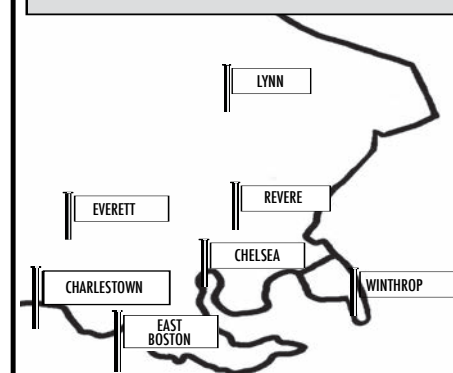 LYNN
REVERE
EVERETT
CHELSEA
CHARLESTOWN
WINTHROP
EAST
BOSTON